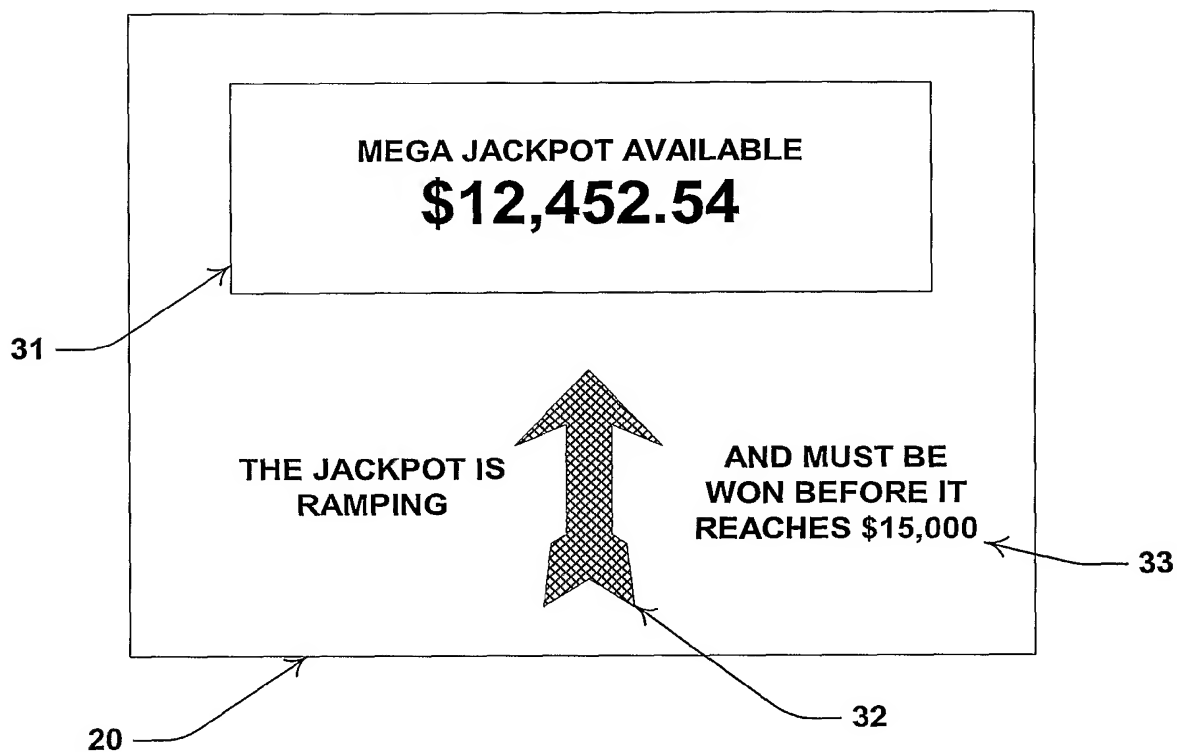 MEGA JACKPOT AVAILABLE
$12,452.54
31
THE JACKPOT IS
RAMPING
AND MUST BE
WON BEFORE IT
REACHES $15,000
33
32
20